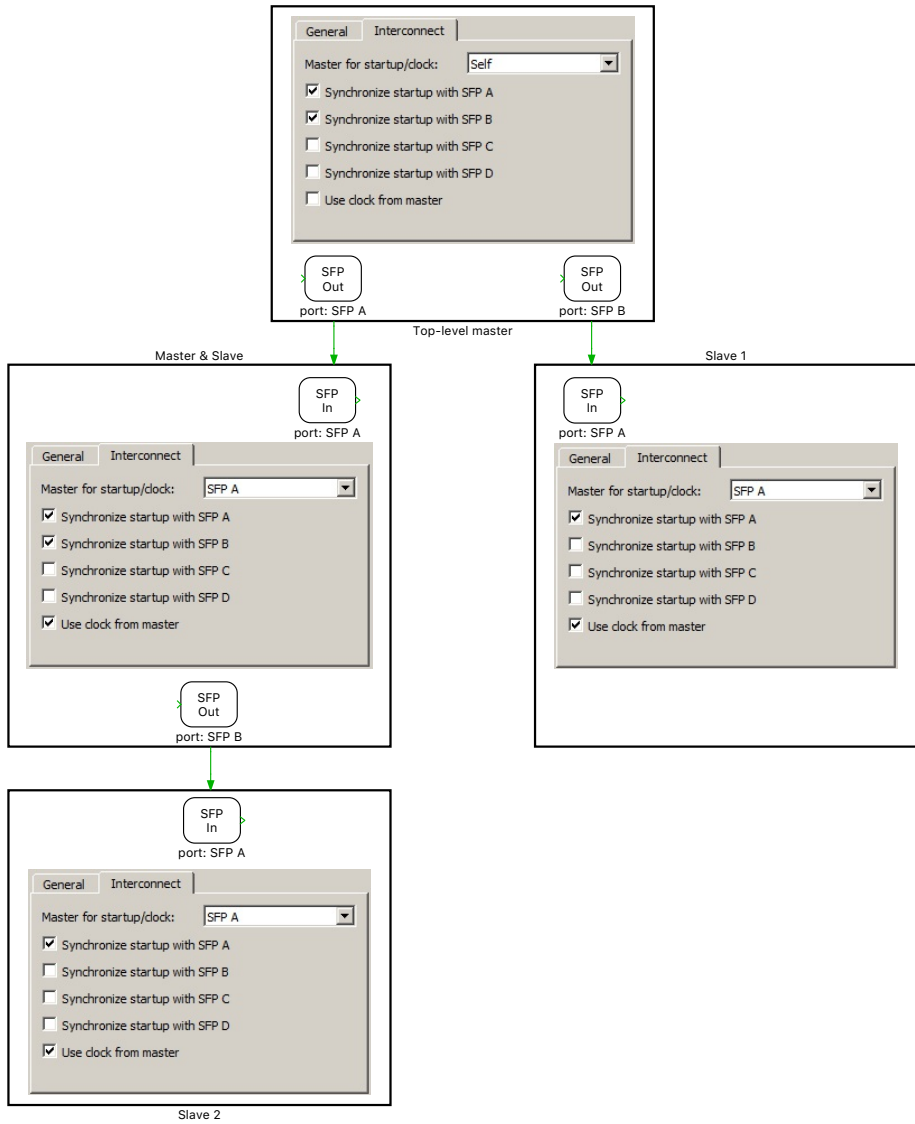 General Interconnect
Master for startup/clock: Self
Synchronize startup with SFP A
Synchronize startup with SFP B
Synchronize startup with SFP C
Synchronize startup with SFP D
Use clock from master
SFP
Out
port: SFP A
SFP
Out
port: SFP B
Top-level master
Master & Slave
SFP
In
port: SFP A
General Interconnect
Master for startup/clock: SFP A
Synchronize startup with SFP A
Synchronize startup with SFP B
Synchronize startup with SFP C
Synchronize startup with SFP D
Use clock from master
SFP
Out
port: SFP B
Slave 1
SFP
In
port: SFP A
General Interconnect
Master for startup/clock: SFP A
Synchronize startup with SFP A
Synchronize startup with SFP B
Synchronize startup with SFP C
Synchronize startup with SFP D
Use clock from master
SFP
In
port: SFP A
General Interconnect
Master for startup/clock: SFP A
Synchronize startup with SFP A
Synchronize startup with SFP B
Synchronize startup with SFP C
Synchronize startup with SFP D
Use clock from master
Slave 2